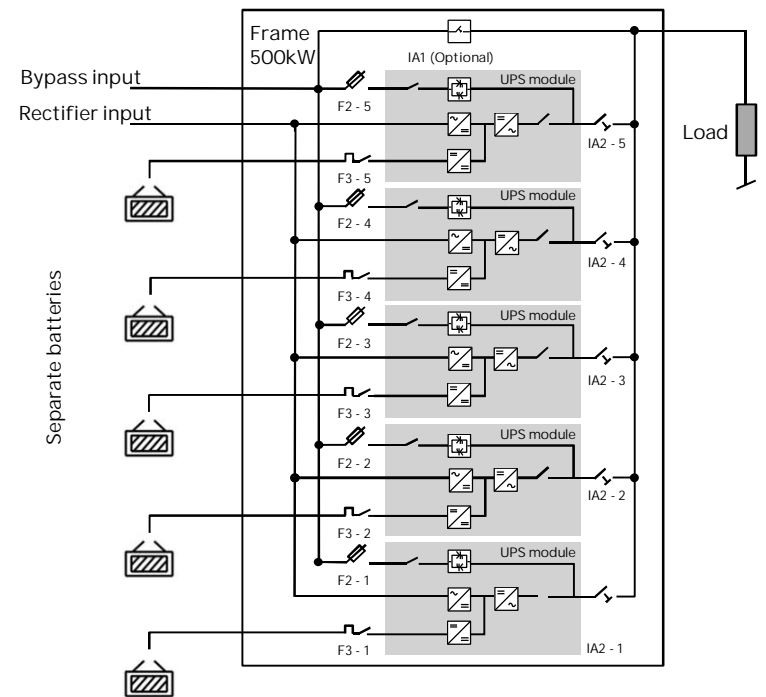 Frame
500kW
IA1 (Optional)
UPS module
Bypass input
F2 - 5
Rectifier input
IA2 - 5
Load
F3 - 5
UPS module
F2 - 4
IA2 - 4
F3 - 4
UPS module
F2 - 3
IA2 - 3
F3 - 3
UPS module
F2 - 2
IA2 - 2
F3 - 2
UPS module
F2 - 1
F3 - 1
IA2 - 1
Separate batteries